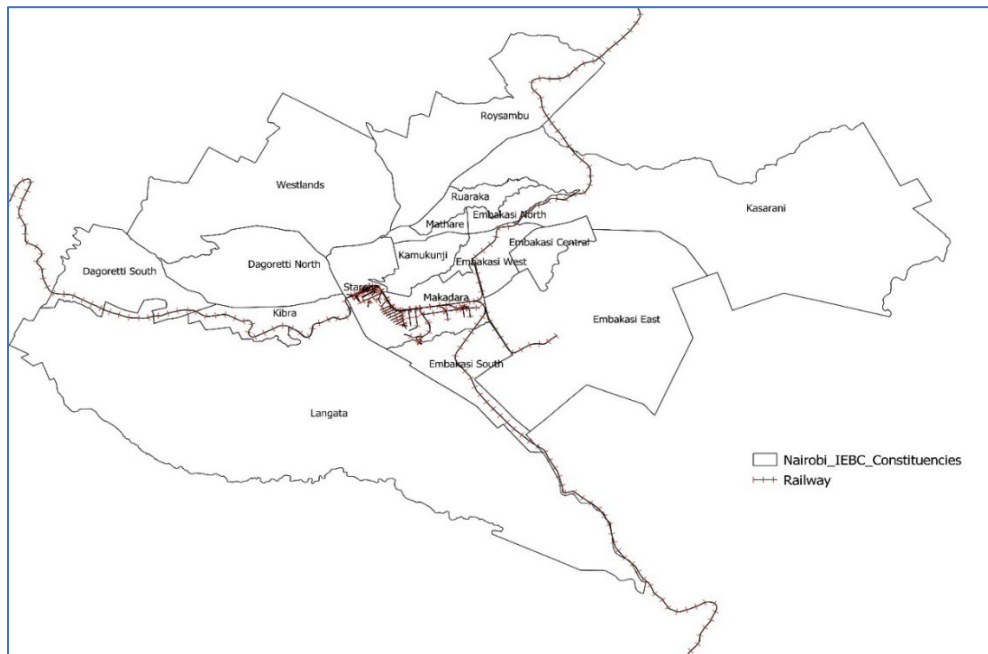 Roysambu
Westlands
Kasarani
Ruaraka
Embakasi North
Mathare
Embakasi Central
Kamukunji
Embakasi West
Dagoretti North
Dagoretti South
Makadara
Kibra
Embakasi East
Embakasi South
Langata
Nairobi_IEBC_Constituencies
Railway